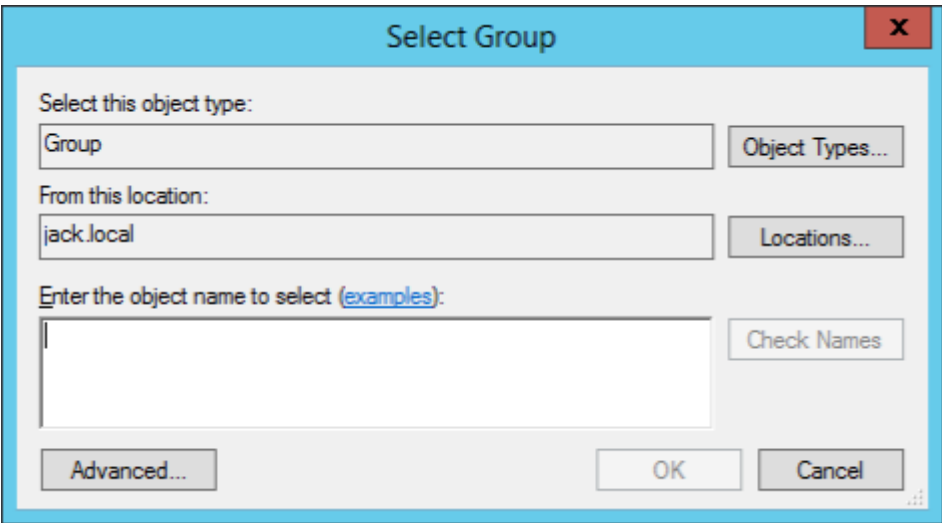 Select Group
x
Select this object type:
Group
Object Types...
From this location:
jack.local
Locations...
Enter the object name to select (examples):
Check Names
Advanced...
OK
Cancel